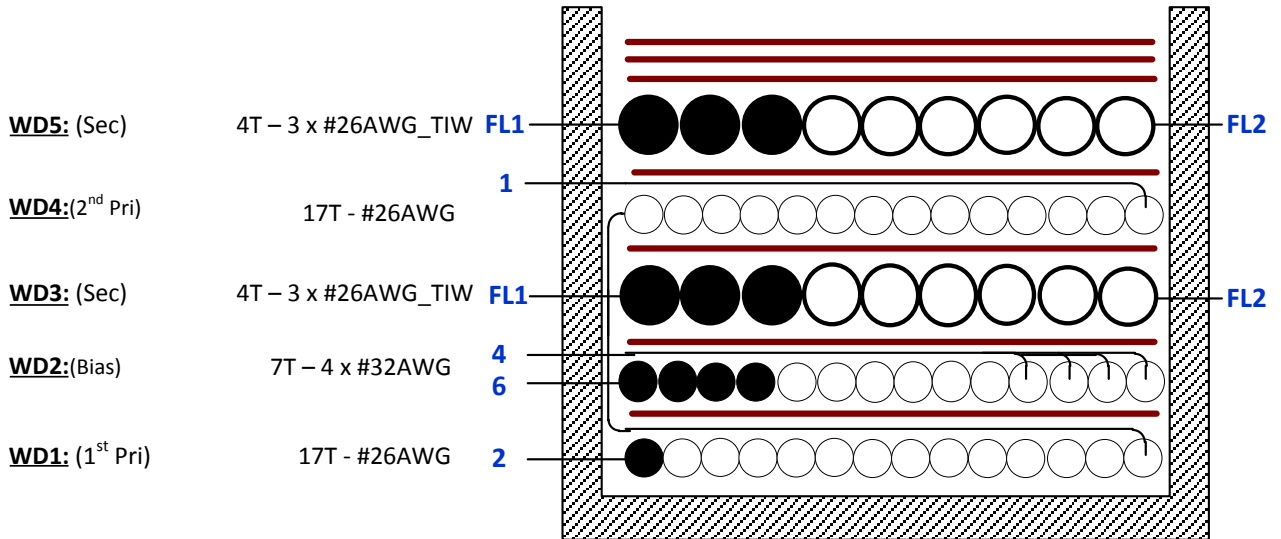 WD5: (Sec) 4T – 3 x #26AWG_TIW FL1 FL2
1
WD4:(2nd Pri) 17T - #26AWG
WD3: (Sec) 4T – 3 x #26AWG_TIW FL1 FL2
4
WD2:(Bias) 7T – 4 x #32AWG
6
WD1: (1st Pri) 17T - #26AWG 2